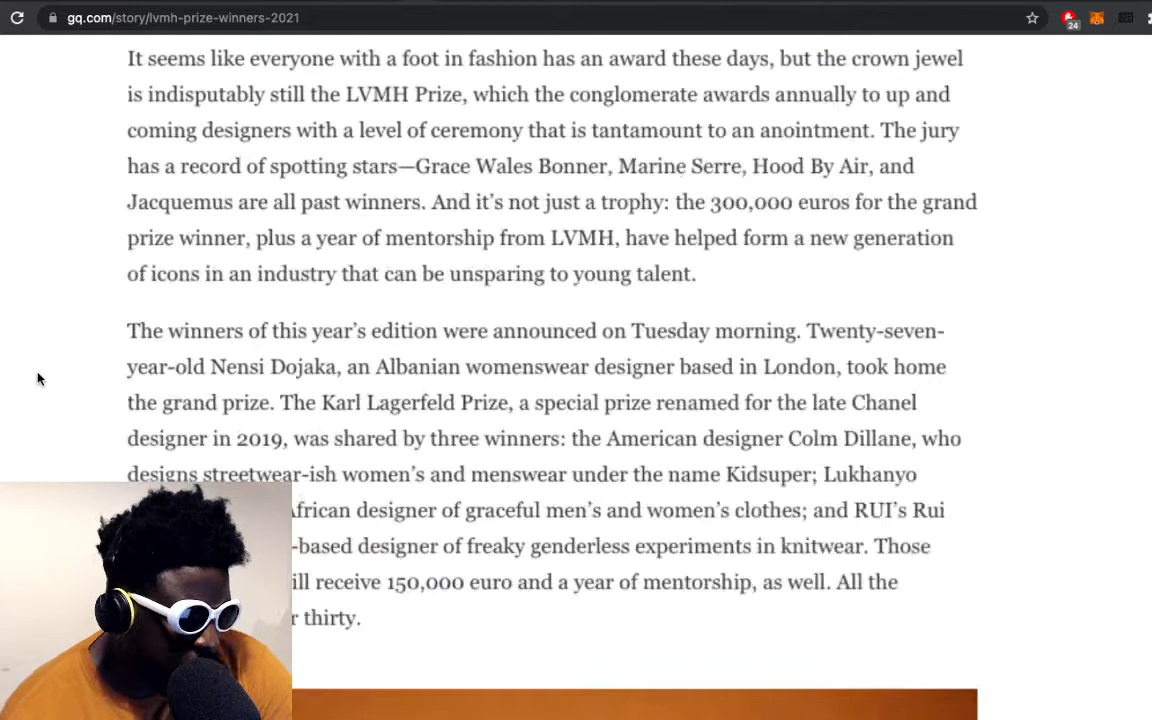 gq.com/story/lvmh-prize-winners-2021
24
It seems like everyone with a foot in fashion has an award these days, but the crown jewel
is indisputably still the LVMH Prize, which the conglomerate awards annually to up and
coming designers with a level of ceremony that is tantamount to an anointment. The jury
has a record of spotting stars—Grace Wales Bonner, Marine Serre, Hood By Air, and
Jacquemus are all past winners. And it’s not just a trophy: the 300,000 euros for the grand
prize winner, plus a year of mentorship from LVMH, have helped form a new generation
of icons in an industry that can be unsparing to young talent.
The winners of this year’s edition were announced on Tuesday morning. Twenty-seven-
year-old Nensi Dojaka, an Albanian womenswear designer based in London, took home
the grand prize. The Karl Lagerfeld Prize, a special prize renamed for the late Chanel
designer in 2019, was shared by three winners: the American designer Colm Dillane, who
designs streetwear-ish women’s and menswear under the name Kidsuper; Lukhanyo
African designer of graceful men’s and women’s clothes; and RUI’s Rui
-based designer of freaky genderless experiments in knitwear. Those
ill receive 150,000 euro and a year of mentorship, as well. All the
r thirty.